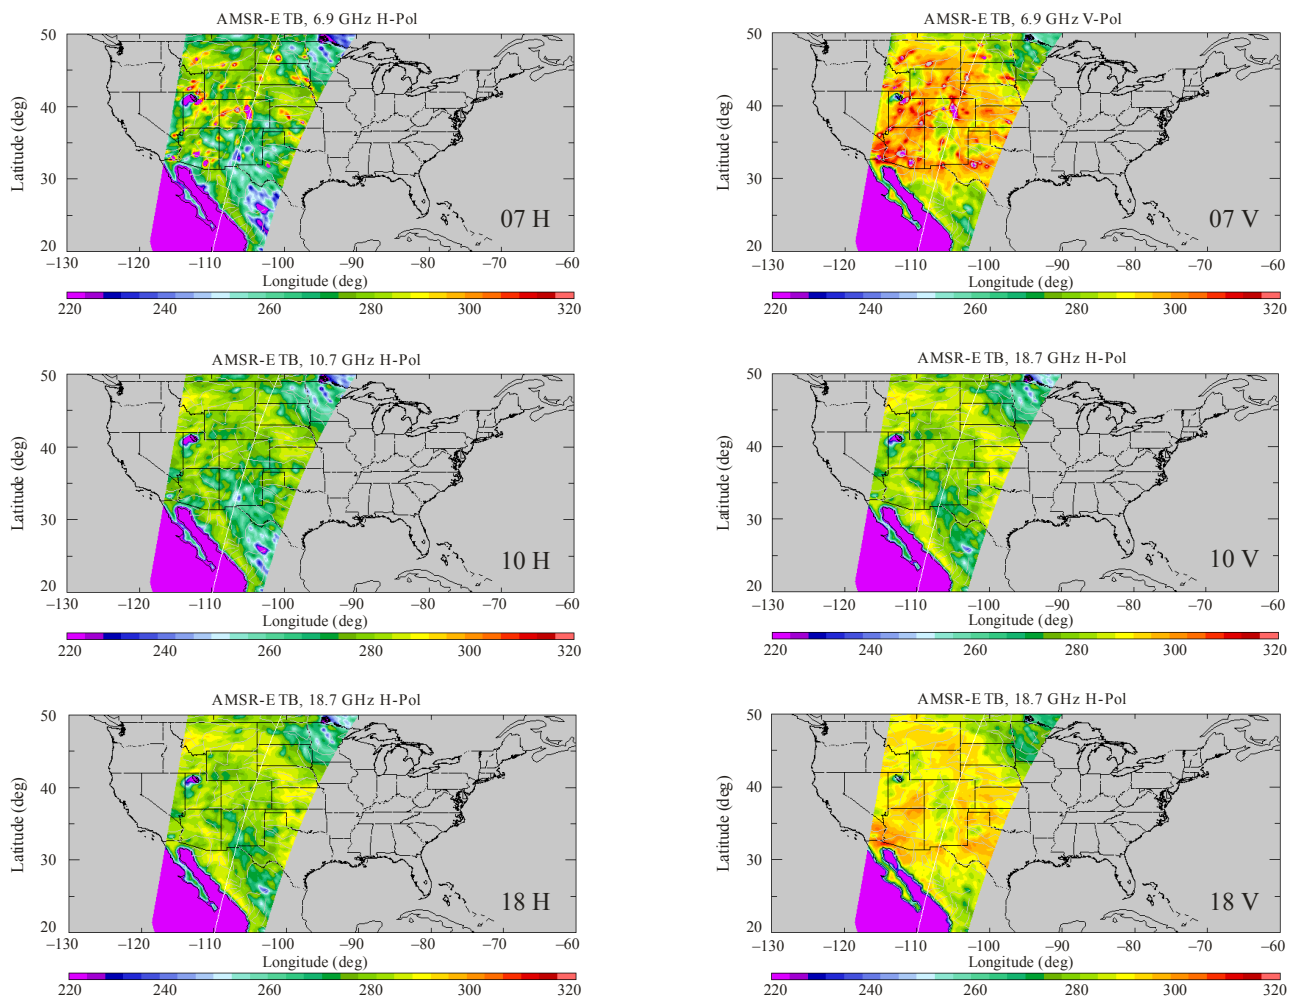 AMSR-E TB, 6.9 GHz H-Pol
50
40
30
20
Latitude (deg)
07 H
−130 −120 −110 −100 −90 −80 −70 −60
Longitude (deg)
220 240 260 280 300 320
AMSR-E TB, 6.9 GHz V-Pol
50
40
30
20
Latitude (deg)
07 V
−130 −120 −110 −100 −90 −80 −70 −60
Longitude (deg)
220 240 260 280 300 320
AMSR-E TB, 10.7 GHz H-Pol
50
40
30
20
Latitude (deg)
10 H
−130 −120 −110 −100 −90 −80 −70 −60
Longitude (deg)
220 240 260 280 300 320
AMSR-E TB, 18.7 GHz H-Pol
50
40
30
20
Latitude (deg)
10 V
−130 −120 −110 −100 −90 −80 −70 −60
Longitude (deg)
220 240 260 280 300 320
AMSR-E TB, 18.7 GHz H-Pol
50
40
30
20
Latitude (deg)
18 H
−130 −120 −110 −100 −90 −80 −70 −60
Longitude (deg)
220 240 260 280 300 320
AMSR-E TB, 18.7 GHz H-Pol
50
40
30
20
Latitude (deg)
18 V
−130 −120 −110 −100 −90 −80 −70 −60
Longitude (deg)
220 240 260 280 300 320